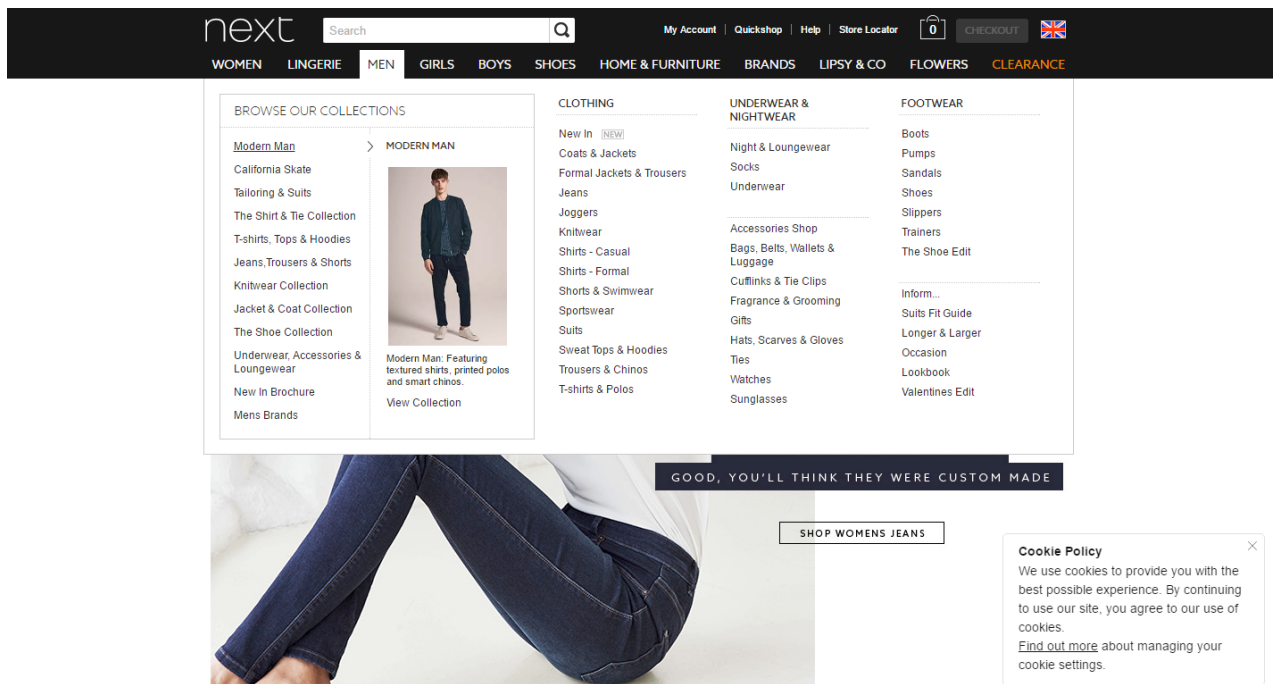 next
Search
My Account
Quickshop
Help
Store Locator
0
CHECKOUT
WOMEN
LINGERIE
MEN
GIRLS
BOYS
SHOES
HOME & FURNITURE
BRANDS
LIPSY & CO
FLOWERS
CLEARANCE
BROWSE OUR COLLECTIONS
Modern Man
California Skate
Tailoring & Suits
The Shirt & Tie Collection
T-shirts, Tops & Hoodies
Jeans,Trousers & Shorts
Knitwear Collection
Jacket & Coat Collection
The Shoe Collection
Underwear, Accessories &
Loungewear
New In Brochure
Mens Brands
MODERN MAN
Modern Man: Featuring
textured shirts, printed polos
and smart chinos.
View Collection
CLOTHING
New In NEW
Coats & Jackets
Formal Jackets & Trousers
Jeans
Joggers
Knitwear
Shirts - Casual
Shirts - Formal
Shorts & Swimwear
Sportswear
Suits
Sweat Tops & Hoodies
Trousers & Chinos
T-shirts & Polos
UNDERWEAR &
NIGHTWEAR
Night & Loungewear
Socks
Underwear
Accessories Shop
Bags, Belts, Wallets &
Luggage
Cufflinks & Tie Clips
Fragrance & Grooming
Gifts
Hats, Scarves & Gloves
Ties
Watches
Sunglasses
FOOTWEAR
Boots
Pumps
Sandals
Shoes
Slippers
Trainers
The Shoe Edit
Inform...
Suits Fit Guide
Longer & Larger
Occasion
Lookbook
Valentines Edit
GOOD, YOU'LL THINK THEY WERE CUSTOM MADE
SHOP WOMENS JEANS
Cookie Policy
We use cookies to provide you with the
best possible experience. By continuing
to use our site, you agree to our use of
cookies.
Find out more about managing your
cookie settings.